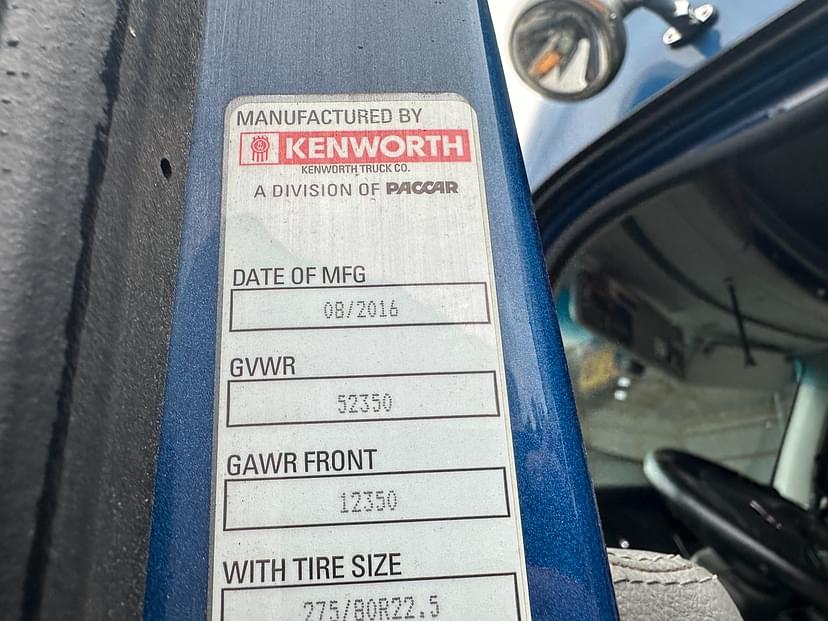 MANUFACTURED BY
KENWORTH
KENWORTH TRUCK CO.
A DIVISION OF PACCAR
DATE OF MFG
08/2016
GVWR
52350
GAWR FRONT
12350
WITH TIRE SIZE
275/80R22.5